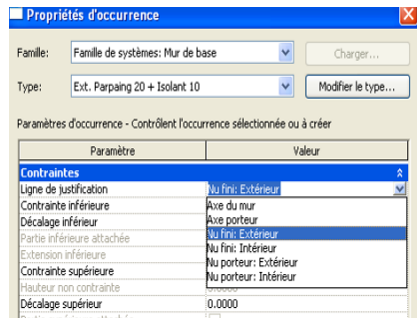 Propriétés d'occurrence
Famille: Famille de systèmes: Mur de base Charger...
Type: Ext. Parpaing 20 + Isolant 10 Modifier le type...
Paramètres d'occurrence - Contrôlent l'occurrence sélectionnée ou à créer
Paramètre Valeur
Contraintes
Ligne de justification Nu fini: Extérieur
Contrainte inférieure Axe du mur
Décalage inférieur Axe porteur
Partie inférieure attachée Nu fini: Extérieur
Extension inférieure Nu fini: Intérieur
Contrainte supérieure Nu porteur: Extérieur
Hauteur non contrainte Nu porteur: Intérieur
Décalage supérieur 0.0000